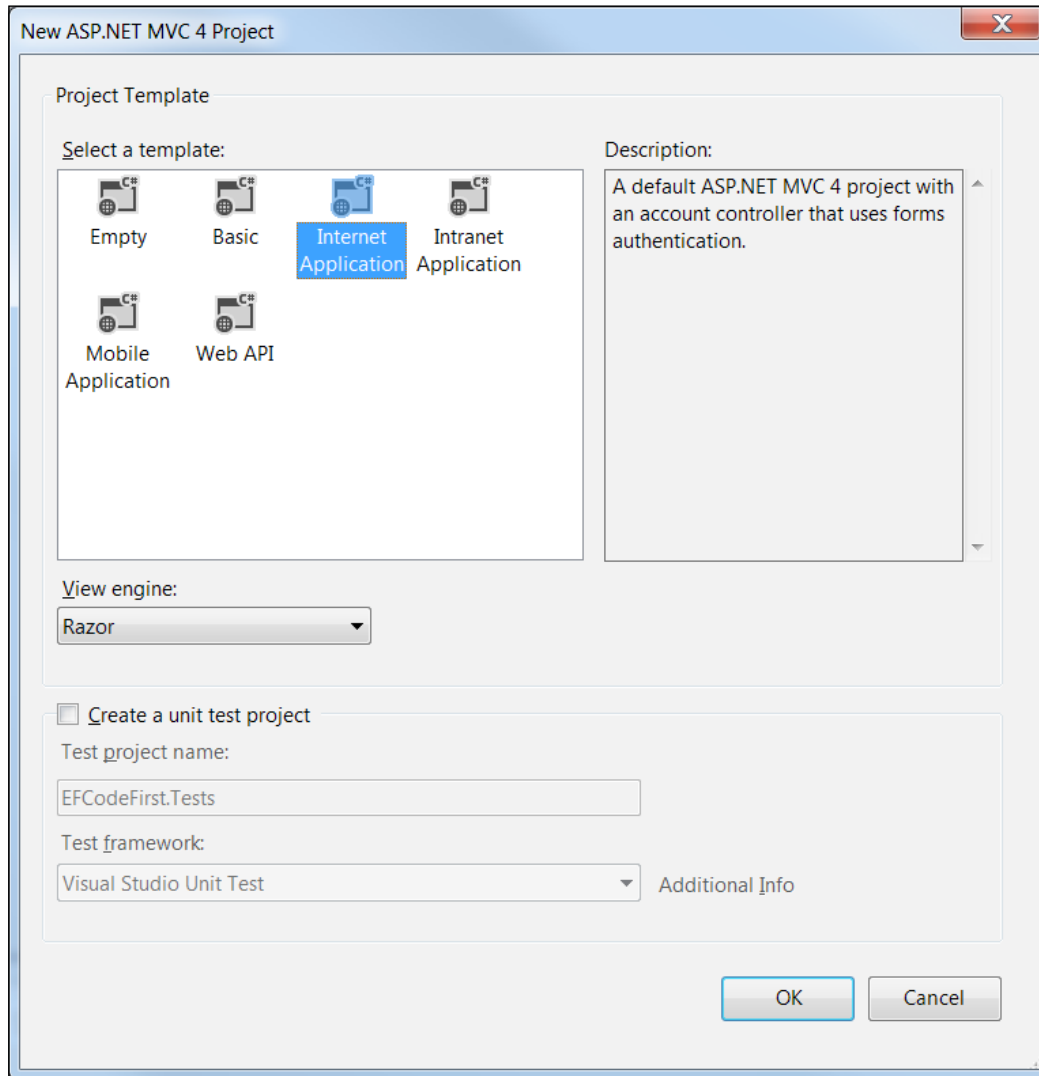 New ASP.NET MVC 4 Project
Project Template
Select a template:
Description:
C# C# C# C#
Empty Basic Internet Intranet
Application Application
C# C#
Mobile Web API
Application
A default ASP.NET MVC 4 project with
an account controller that uses forms
authentication.
View engine:
Razor
Create a unit test project
Test project name:
EFCodeFirst.Tests
Test framework:
Visual Studio Unit Test
Additional Info
OK Cancel